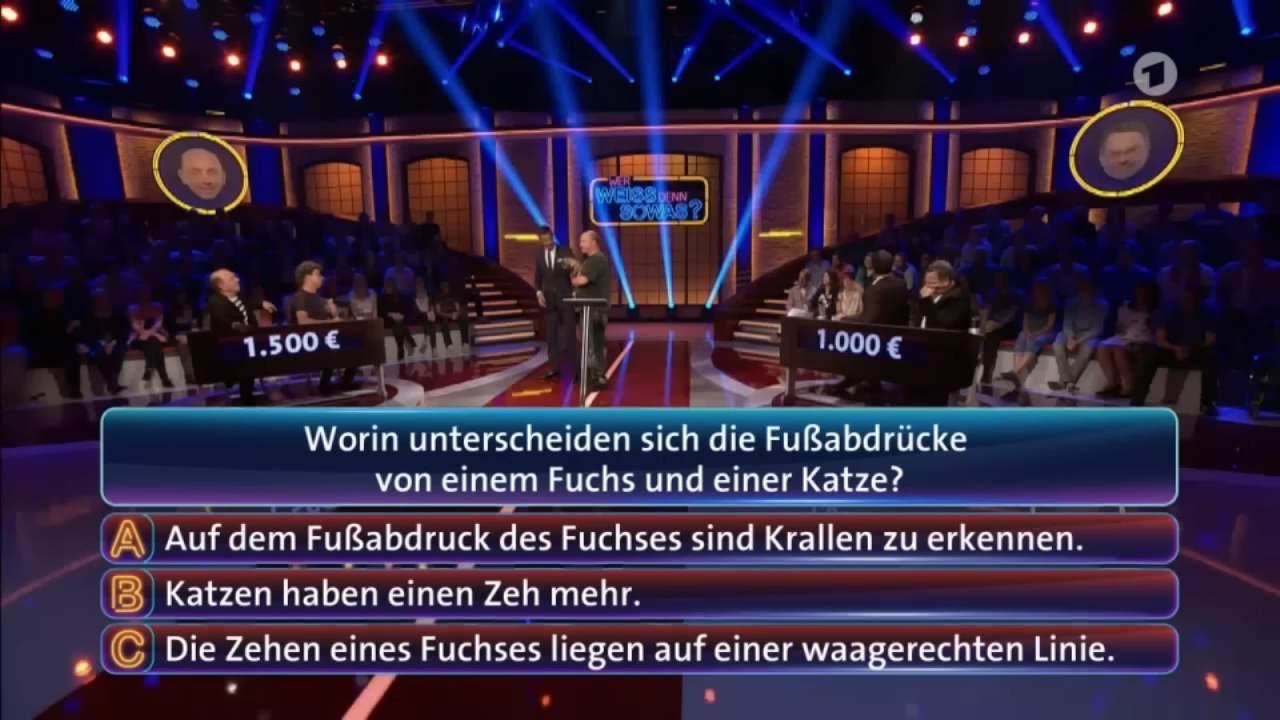 1
WER
WEISS DENN
SOWAS?
1.500 €
1.000 €
Worin unterscheiden sich die Fußabdrücke
von einem Fuchs und einer Katze?
A Auf dem Fußabdruck des Fuchses sind Krallen zu erkennen.
B Katzen haben einen Zeh mehr.
C Die Zehen eines Fuchses liegen auf einer waagerechten Linie.